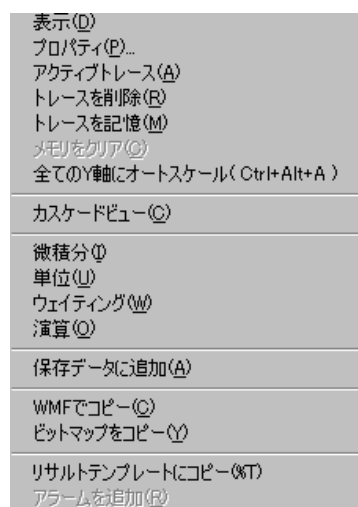 表示(D)
プロパティ(P)...
アクティブトレース(A)
トレースを削除(R)
トレースを記憶(M)
メモリをクリア(C)
全てのY軸にオートスケール( Ctrl+Alt+A )
カスケードビュー(C)
微積分(I)
単位(U)
ウェイティング(W)
演算(O)
保存データに追加(A)
WMFでコピー(C)
ビットマップをコピー(Y)
リサルトテンプレートにコピー(%T)
アラームを追加(R)